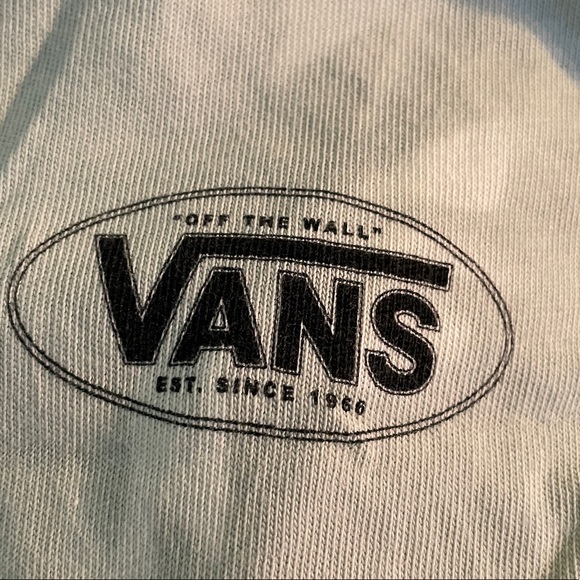 "OFF THE WALL"
VANS
EST. SINCE 1966